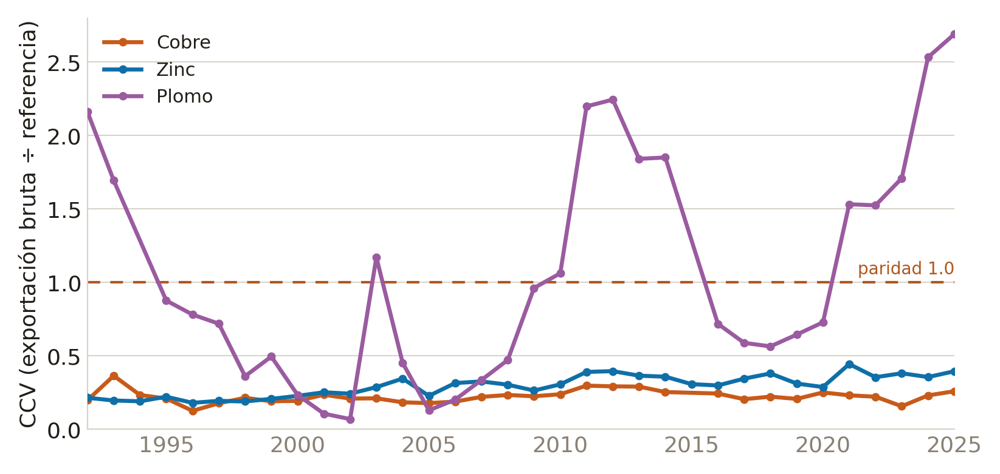 CCV (exportación bruta ÷ referencia)
Cobre
Zinc
Plomo
2.5
2.0
1.5
1.0
0.5
0.0
paridad 1.0
1995
2000
2005
2010
2015
2020
2025